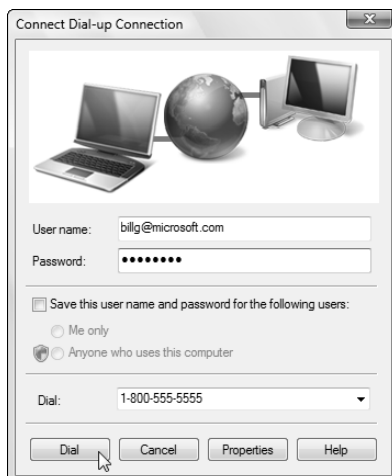 Connect Dial-up Connection
User name: billg@microsoft.com
Password: ••••••••
Save this user name and password for the following users:
Me only
Anyone who uses this computer
Dial: 1-800-555-5555
Dial Cancel Properties Help